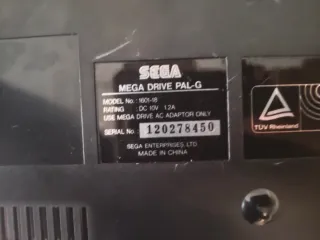 SEGA
MEGA DRIVE PAL-G
MODEL No. : 1601-18
RATING : DC 10V 1.2A
USE MEGA DRIVE AC ADAPTOR ONLY
SERIAL No. : 120278450
SEGA ENTERPRISES, LTD.
MADE IN CHINA
TÜV Rheinland